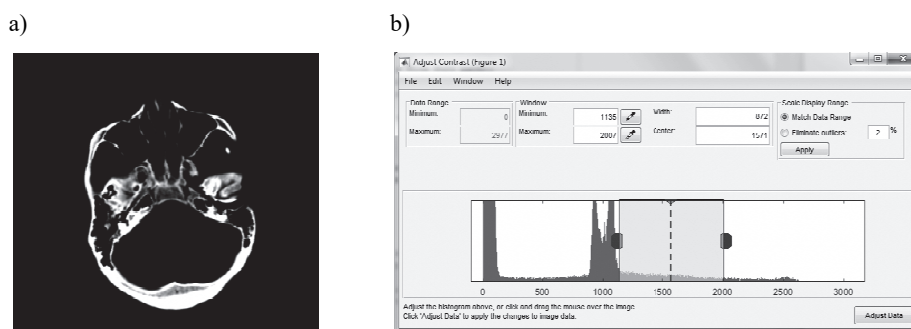 a)
b)
Adjust Contrast (Figure 1)
File Edit Window Help
Data Range
Minimum: 0
Maximum: 2977
Window
Minimum: 1135
Maximum: 2007
Width: 872
Center: 1571
Scale Display Range
Match Data Range
Eliminate outliers: 2 %
Apply
0 500 1000 1500 2000 2500 3000
Adjust the histogram above, or click and drag the mouse over the image.
Click 'Adjust Data' to apply the changes to image data.
Adjust Data